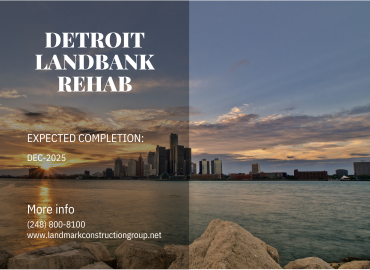 DETROIT
LANDBANK
REHAB
EXPECTED COMPLETION:
DEC-2025
More info
(248) 800-8100
www.landmarkconstructiongroup.net